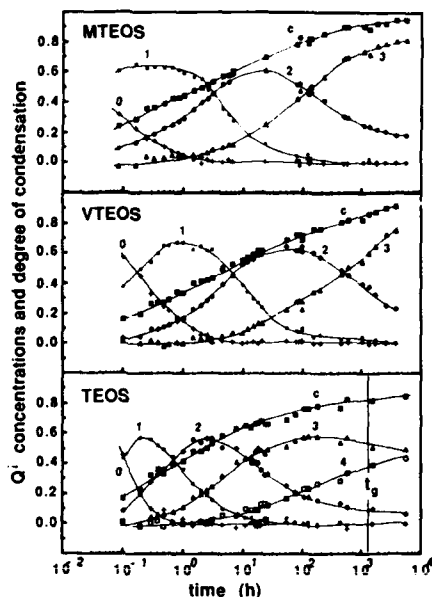 MTEOS
0.8
0.6
0.4
0.2
0.0
0
1
2
3
c
VTEOS
0.8
0.6
0.4
0.2
0.0
0
1
2
3
c
TEOS
0.8
0.6
0.4
0.2
0.0
0
1
2
3
4
c
t_g
10⁻² 10⁻¹ 10⁰ 10¹ 10² 10³ 10⁴
time (h)
Qⁱ concentrations and degree of condensation